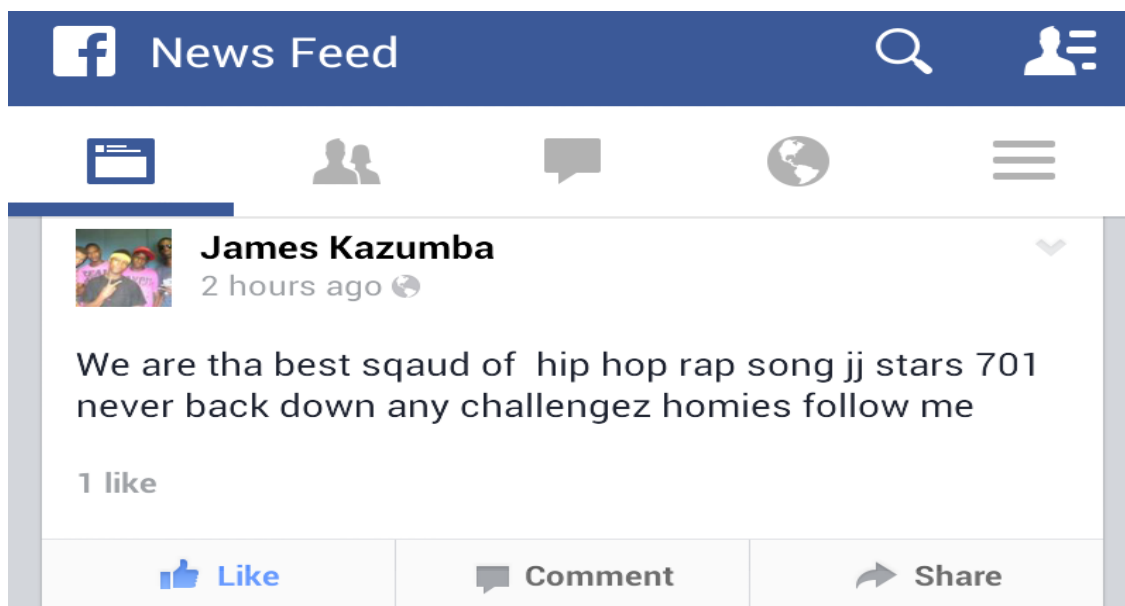 f News Feed
James Kazumba
2 hours ago
We are tha best sqaud of  hip hop rap song jj stars 701
never back down any challengez homies follow me
1 like
Like Comment Share